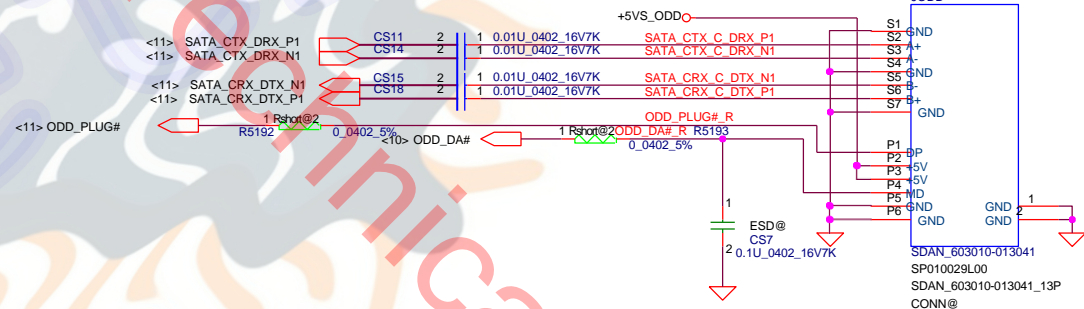 +5VS_ODD
<11> SATA_CTX_DRX_P1 CS11 2 1 0.01U_0402_16V7K SATA_CTX_C_DRX_P1
<11> SATA_CTX_DRX_N1 CS14 2 1 0.01U_0402_16V7K SATA_CTX_C_DRX_N1
<11> SATA_CRX_DTX_N1 CS15 2 1 0.01U_0402_16V7K SATA_CRX_C_DTX_N1
<11> SATA_CRX_DTX_P1 CS18 2 1 0.01U_0402_16V7K SATA_CRX_C_DTX_P1
S1 GND
S2 A+
S3 A-
S4 GND
S5 B-
S6 B+
S7 GND
<11> ODD_PLUG# 1 Rshort@2 ODD_PLUG#_R
R5192 0_0402_5%
<10> ODD_DA# 1 Rshort@2 ODD_DA#_R R5193
0_0402_5%
P1 DP
P2 +5V
P3 +5V
P4 MD
P5 GND
P6 GND
GND 1
GND 2
1
ESD@
CS7
2 0.1U_0402_16V7K
SDAN_603010-013041
SP010029L00
SDAN_603010-013041_13P
CONN@
echnica